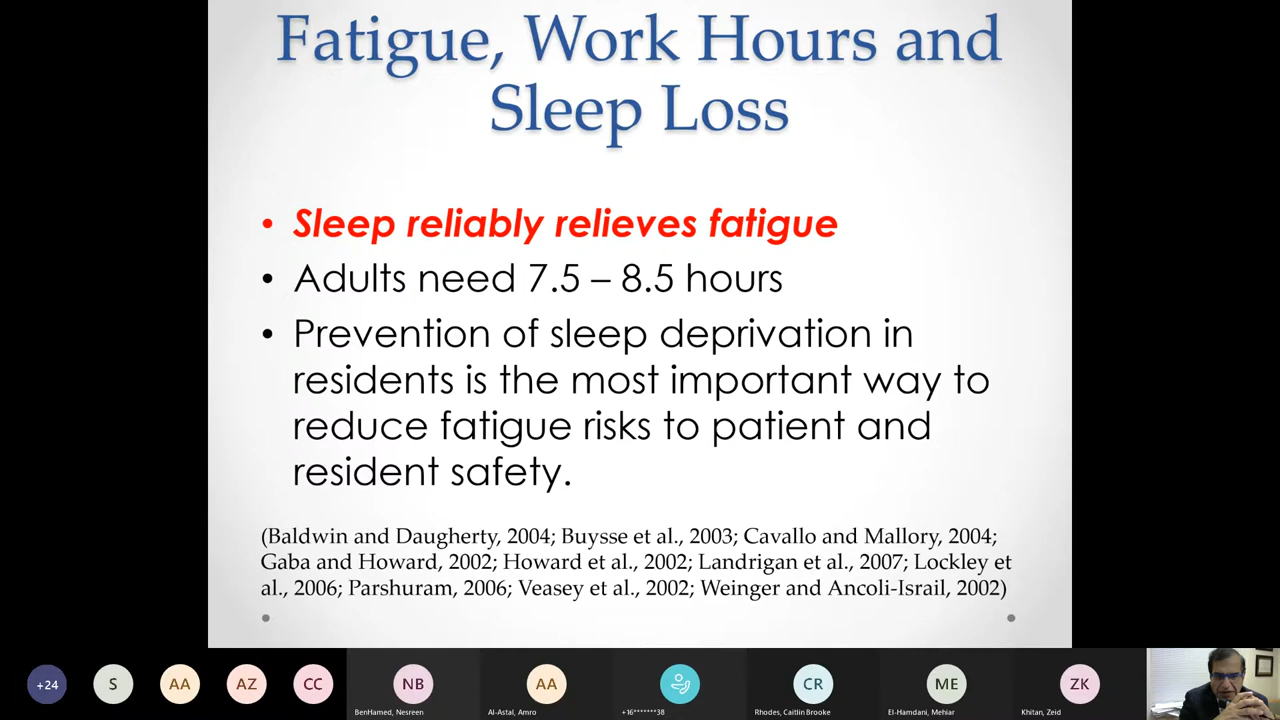 Fatigue, Work Hours and
Sleep Loss
• Sleep reliably relieves fatigue
• Adults need 7.5 – 8.5 hours
• Prevention of sleep deprivation in
residents is the most important way to
reduce fatigue risks to patient and
resident safety.
(Baldwin and Daugherty, 2004; Buysse et al., 2003; Cavallo and Mallory, 2004;
Gaba and Howard, 2002; Howard et al., 2002; Landrigan et al., 2007; Lockley et
al., 2006; Parshuram, 2006; Veasey et al., 2002; Weinger and Ancoli-Israil, 2002)
+24 S AA AZ CC NB AA CR ME ZK
BenHamed, Nesreen Al-Astal, Amro +16*******38 Rhodes, Caitlin Brooke El-Hamdani, Mehiar Khitan, Zeid